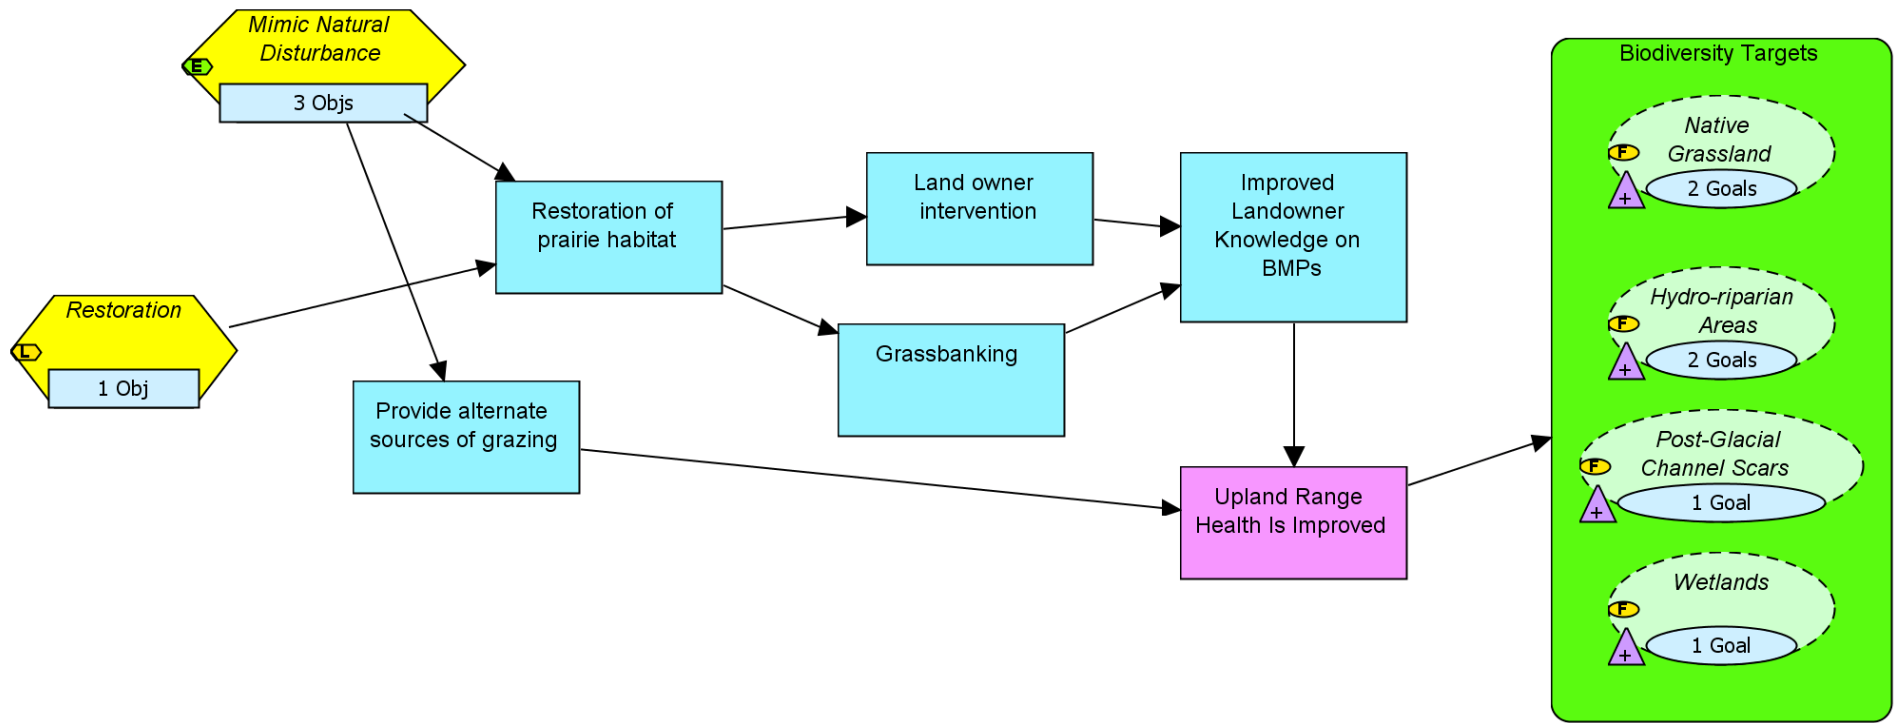 Mimic Natural
Disturbance
E
3 Objs
Restoration
L
1 Obj
Restoration of
prairie habitat
Provide alternate
sources of grazing
Land owner
intervention
Grassbanking
Improved
Landowner
Knowledge on
BMPs
Upland Range
Health Is Improved
Biodiversity Targets
Native
Grassland
F
+
2 Goals
Hydro-riparian
Areas
F
+
2 Goals
Post-Glacial
Channel Scars
F
+
1 Goal
Wetlands
F
+
1 Goal